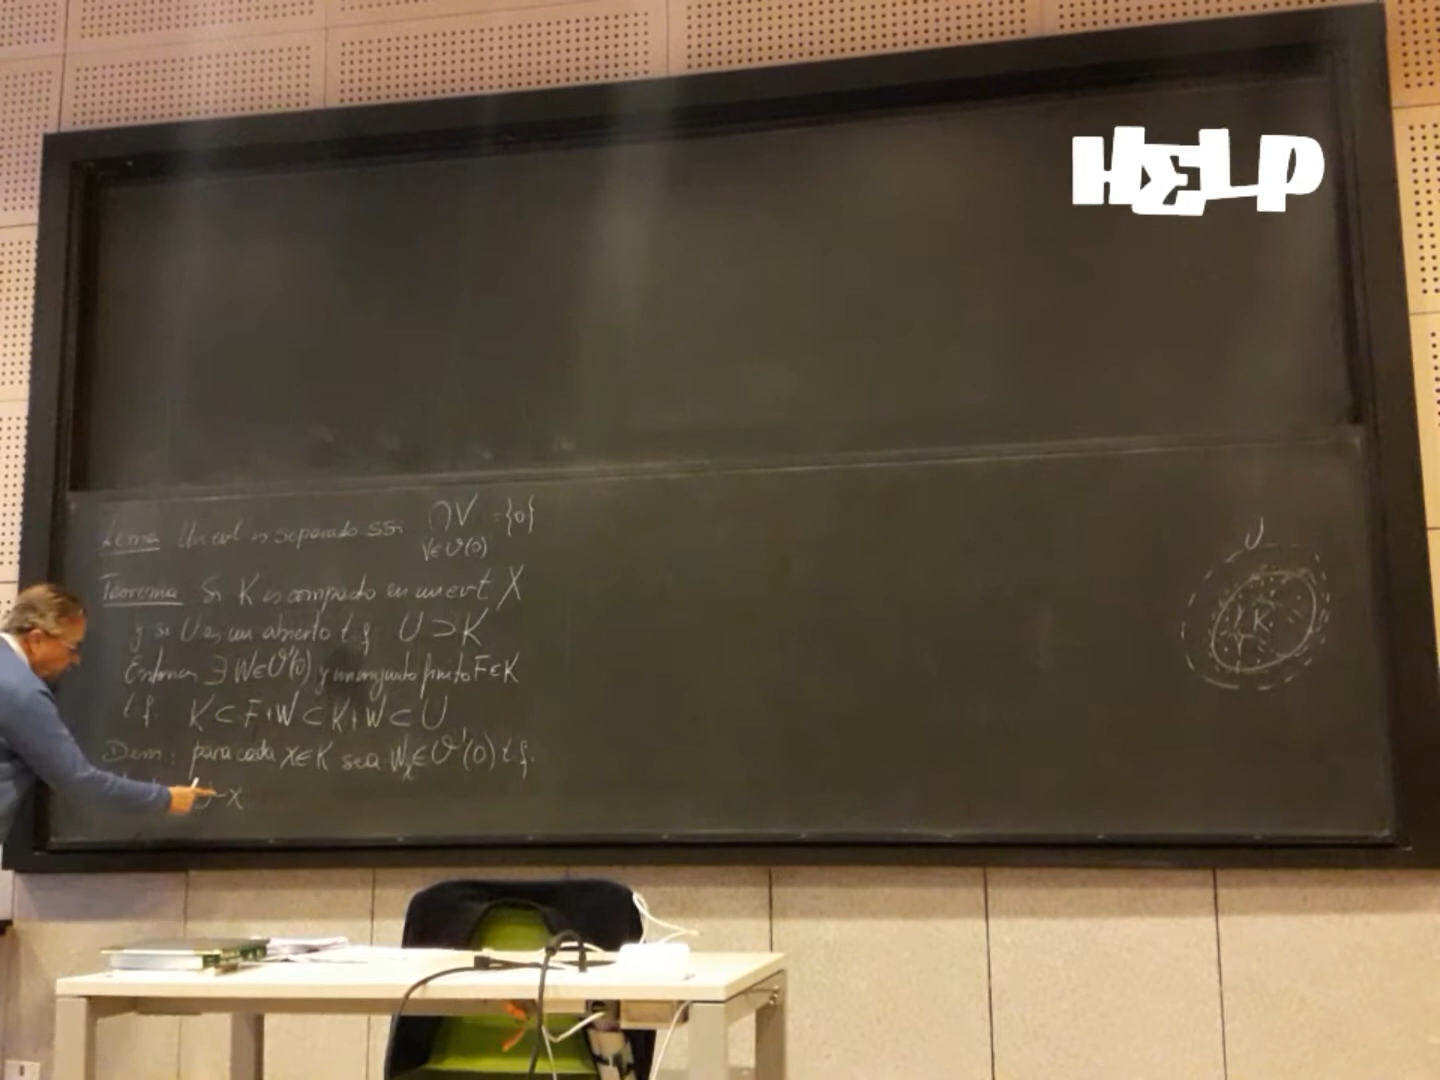 HELP
Lema Un evt es separado ssi ⋂V = {0}
V∈𝒱(0)
Teorema Si K es compacto en un evt X
y si U es un abierto t.q. U ⊃ K
Entonces ∃ W∈𝒱(0) y un conjunto finito F⊂K
t.q. K ⊂ F+W ⊂ K+W ⊂ U
Dem: para cada x∈K sea Wx∈𝒱(0) t.q.
U-x
U
K